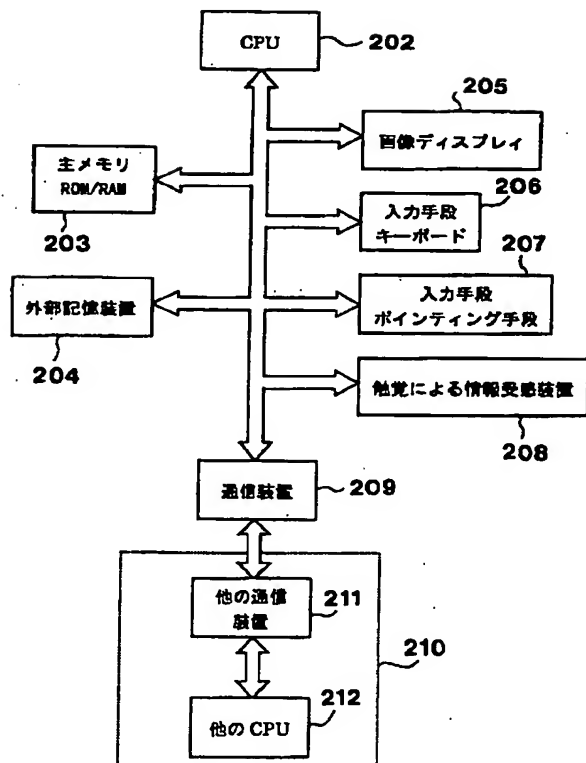 CPU
202
205
画像ディスプレイ
主メモリ
ROM/RAM
203
206
入力手段
キーボード
207
外部記憶装置
204
入力手段
ポインティング手段
触覚による情報受感装置
208
通信装置
209
他の通信
装置
211
210
他のCPU
212